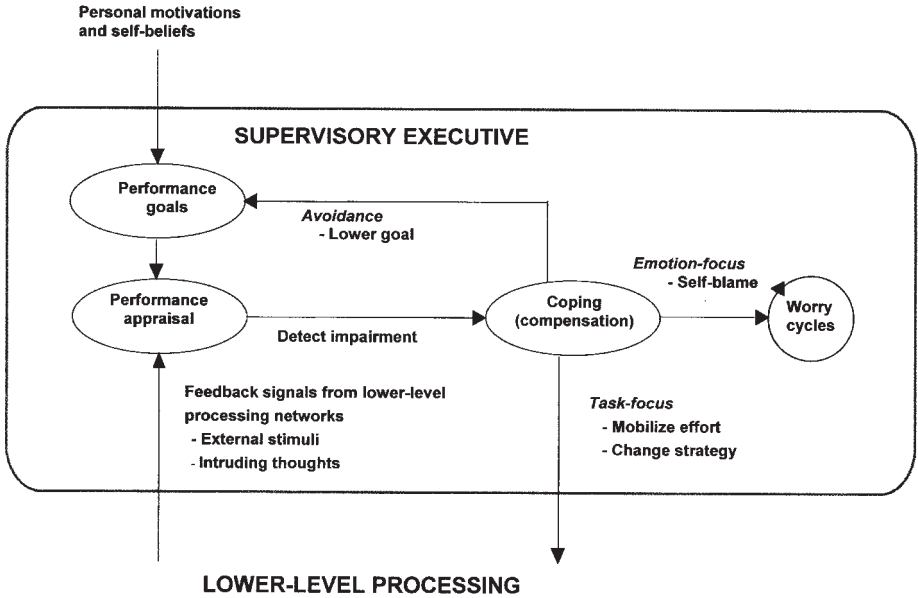 Personal motivations
and self-beliefs
SUPERVISORY EXECUTIVE
Performance
goals
Avoidance
- Lower goal
Performance
appraisal
Detect impairment
Coping
(compensation)
Emotion-focus
- Self-blame
Worry
cycles
Feedback signals from lower-level
processing networks
- External stimuli
- Intruding thoughts
Task-focus
- Mobilize effort
- Change strategy
LOWER-LEVEL PROCESSING